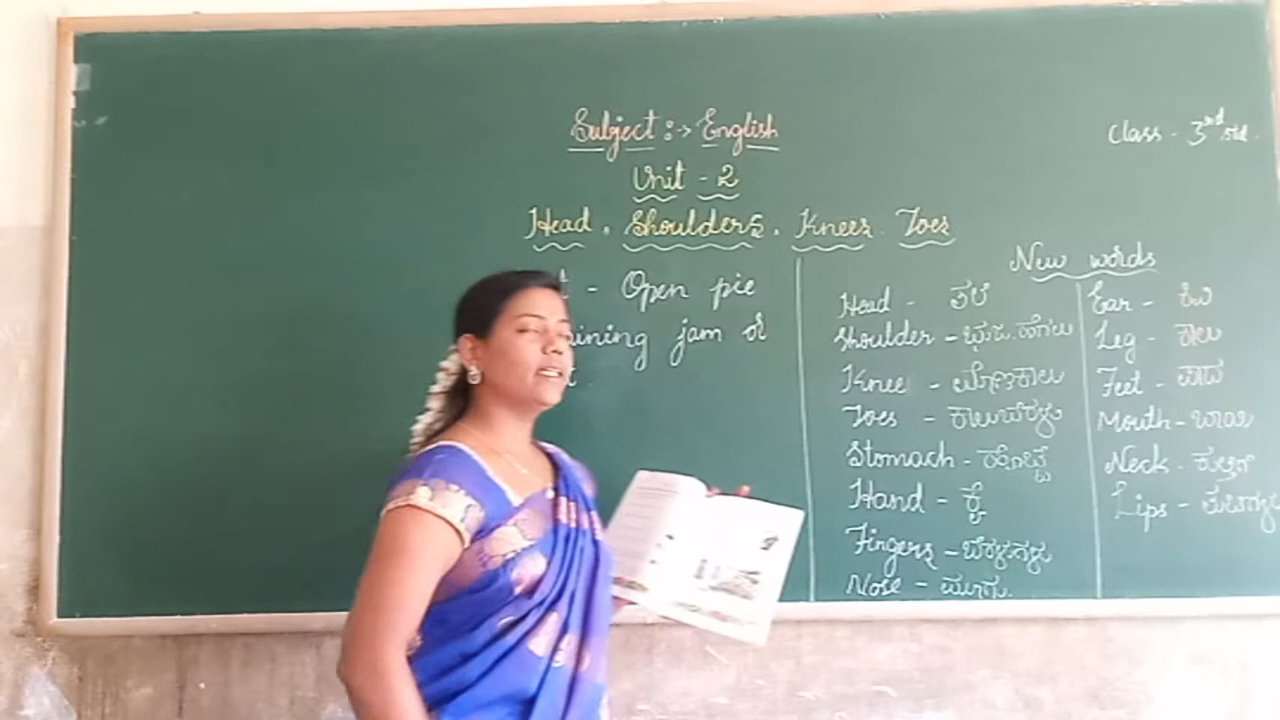 Subject :-> English
Class - 3rd std.
Unit - 2
Head, Shoulders, Knees, Toes
- Open pie
jam or
New words
Head - ತಲೆ
Shoulder - ಭುಜ. ಹೆಗಲು
Knee - ಮೊಣಕಾಲು
Toes - ಕಾಲುಬೆರಳು
Stomach - ಹೊಟ್ಟೆ
Hand - ಕೈ
Fingers - ಬೆರಳುಗಳು
Nose - ಮೂಗು.
Ear - ಕಿವಿ
Leg - ಕಾಲು
Feet - ಪಾದ
Mouth - ಬಾಯಿ
Neck - ಕುತ್ತಿಗೆ
Lips -